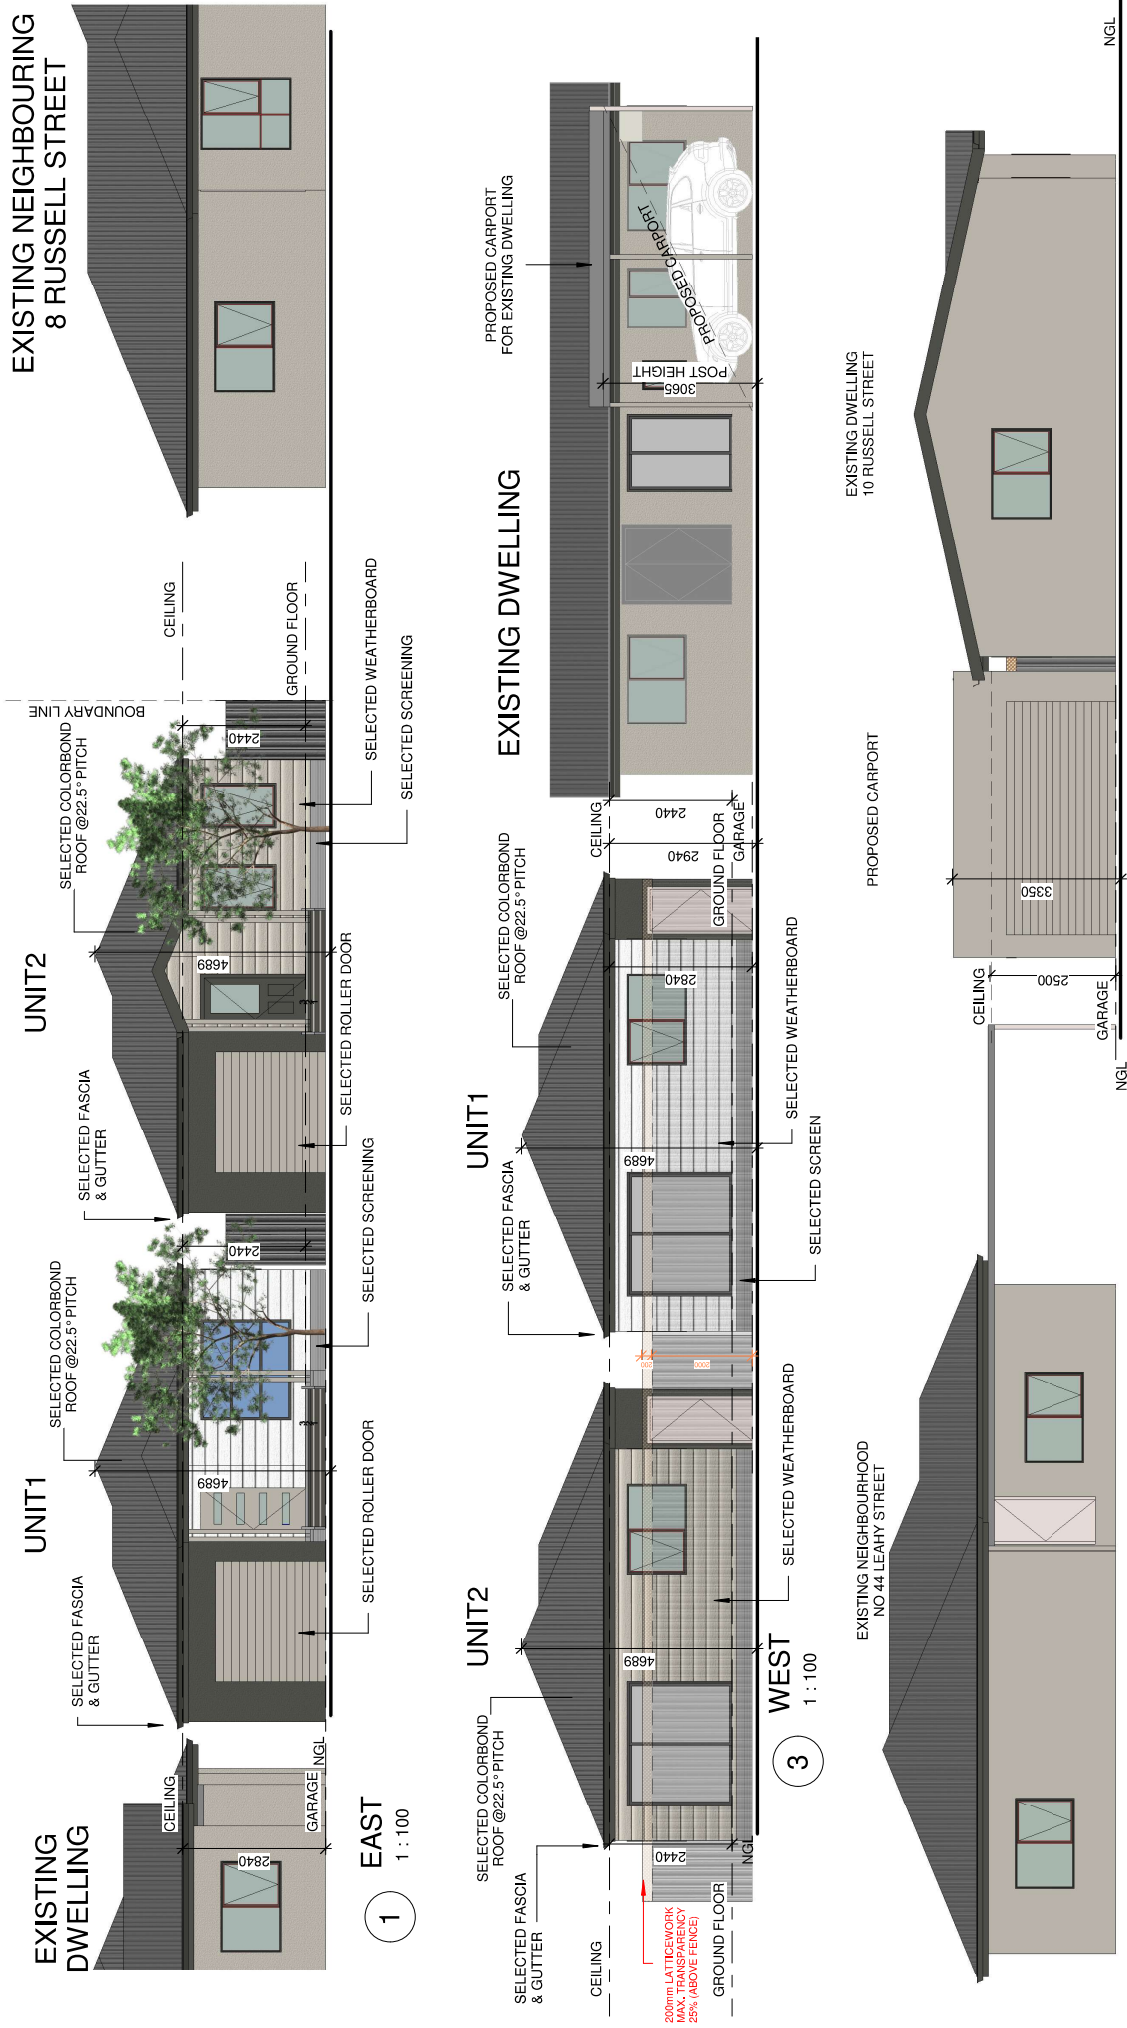 EXISTING
DWELLING
UNIT1
UNIT2
EXISTING NEIGHBOURING
8 RUSSELL STREET
SELECTED FASCIA
& GUTTER
SELECTED COLORBOND
ROOF @22.5° PITCH
SELECTED FASCIA
& GUTTER
SELECTED COLORBOND
ROOF @22.5° PITCH
BOUNDARY LINE
CEILING
CEILING
2840
4689
2440
4689
2440
GARAGE
NGL
GROUND FLOOR
SELECTED ROLLER DOOR
SELECTED SCREENING
SELECTED ROLLER DOOR
SELECTED WEATHERBOARD
SELECTED SCREENING
1
EAST
1 : 100
UNIT2
UNIT1
EXISTING DWELLING
SELECTED FASCIA
& GUTTER
SELECTED COLORBOND
ROOF @22.5° PITCH
SELECTED FASCIA
& GUTTER
SELECTED COLORBOND
ROOF @22.5° PITCH
PROPOSED CARPORT
FOR EXISTING DWELLING
CEILING
CEILING
2440
4689
200
2000
4689
2840
2940
2440
3065
POST HEIGHT
PROPOSED CARPORT
200mm LATTICEWORK
MAX. TRANSPARENCY
25% (ABOVE FENCE)
GROUND FLOOR
NGL
GROUND FLOOR
GARAGE
SELECTED WEATHERBOARD
SELECTED SCREEN
SELECTED WEATHERBOARD
3
WEST
1 : 100
EXISTING NEIGHBOURHOOD
NO 44 LEAHY STREET
PROPOSED CARPORT
EXISTING DWELLING
10 RUSSELL STREET
CEILING
2500
3350
GARAGE
NGL
NGL